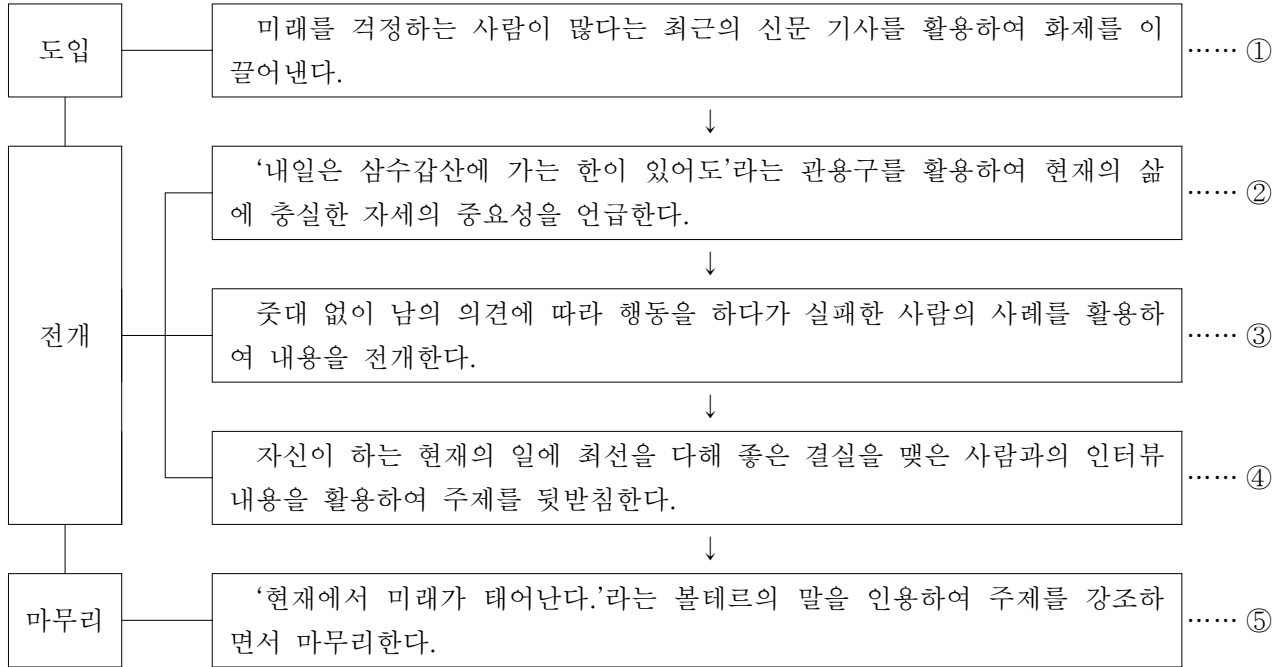 도입
미래를 걱정하는 사람이 많다는 최근의 신문 기사를 활용하여 화제를 이
끌어낸다.
…… ①
↓
전개
‘내일은 삼수갑산에 가는 한이 있어도’라는 관용구를 활용하여 현재의 삶
에 충실한 자세의 중요성을 언급한다.
…… ②
↓
줏대 없이 남의 의견에 따라 행동을 하다가 실패한 사람의 사례를 활용하
여 내용을 전개한다.
…… ③
↓
자신이 하는 현재의 일에 최선을 다해 좋은 결실을 맺은 사람과의 인터뷰
내용을 활용하여 주제를 뒷받침한다.
…… ④
↓
마무리
‘현재에서 미래가 태어난다.’라는 볼테르의 말을 인용하여 주제를 강조하
면서 마무리한다.
…… ⑤